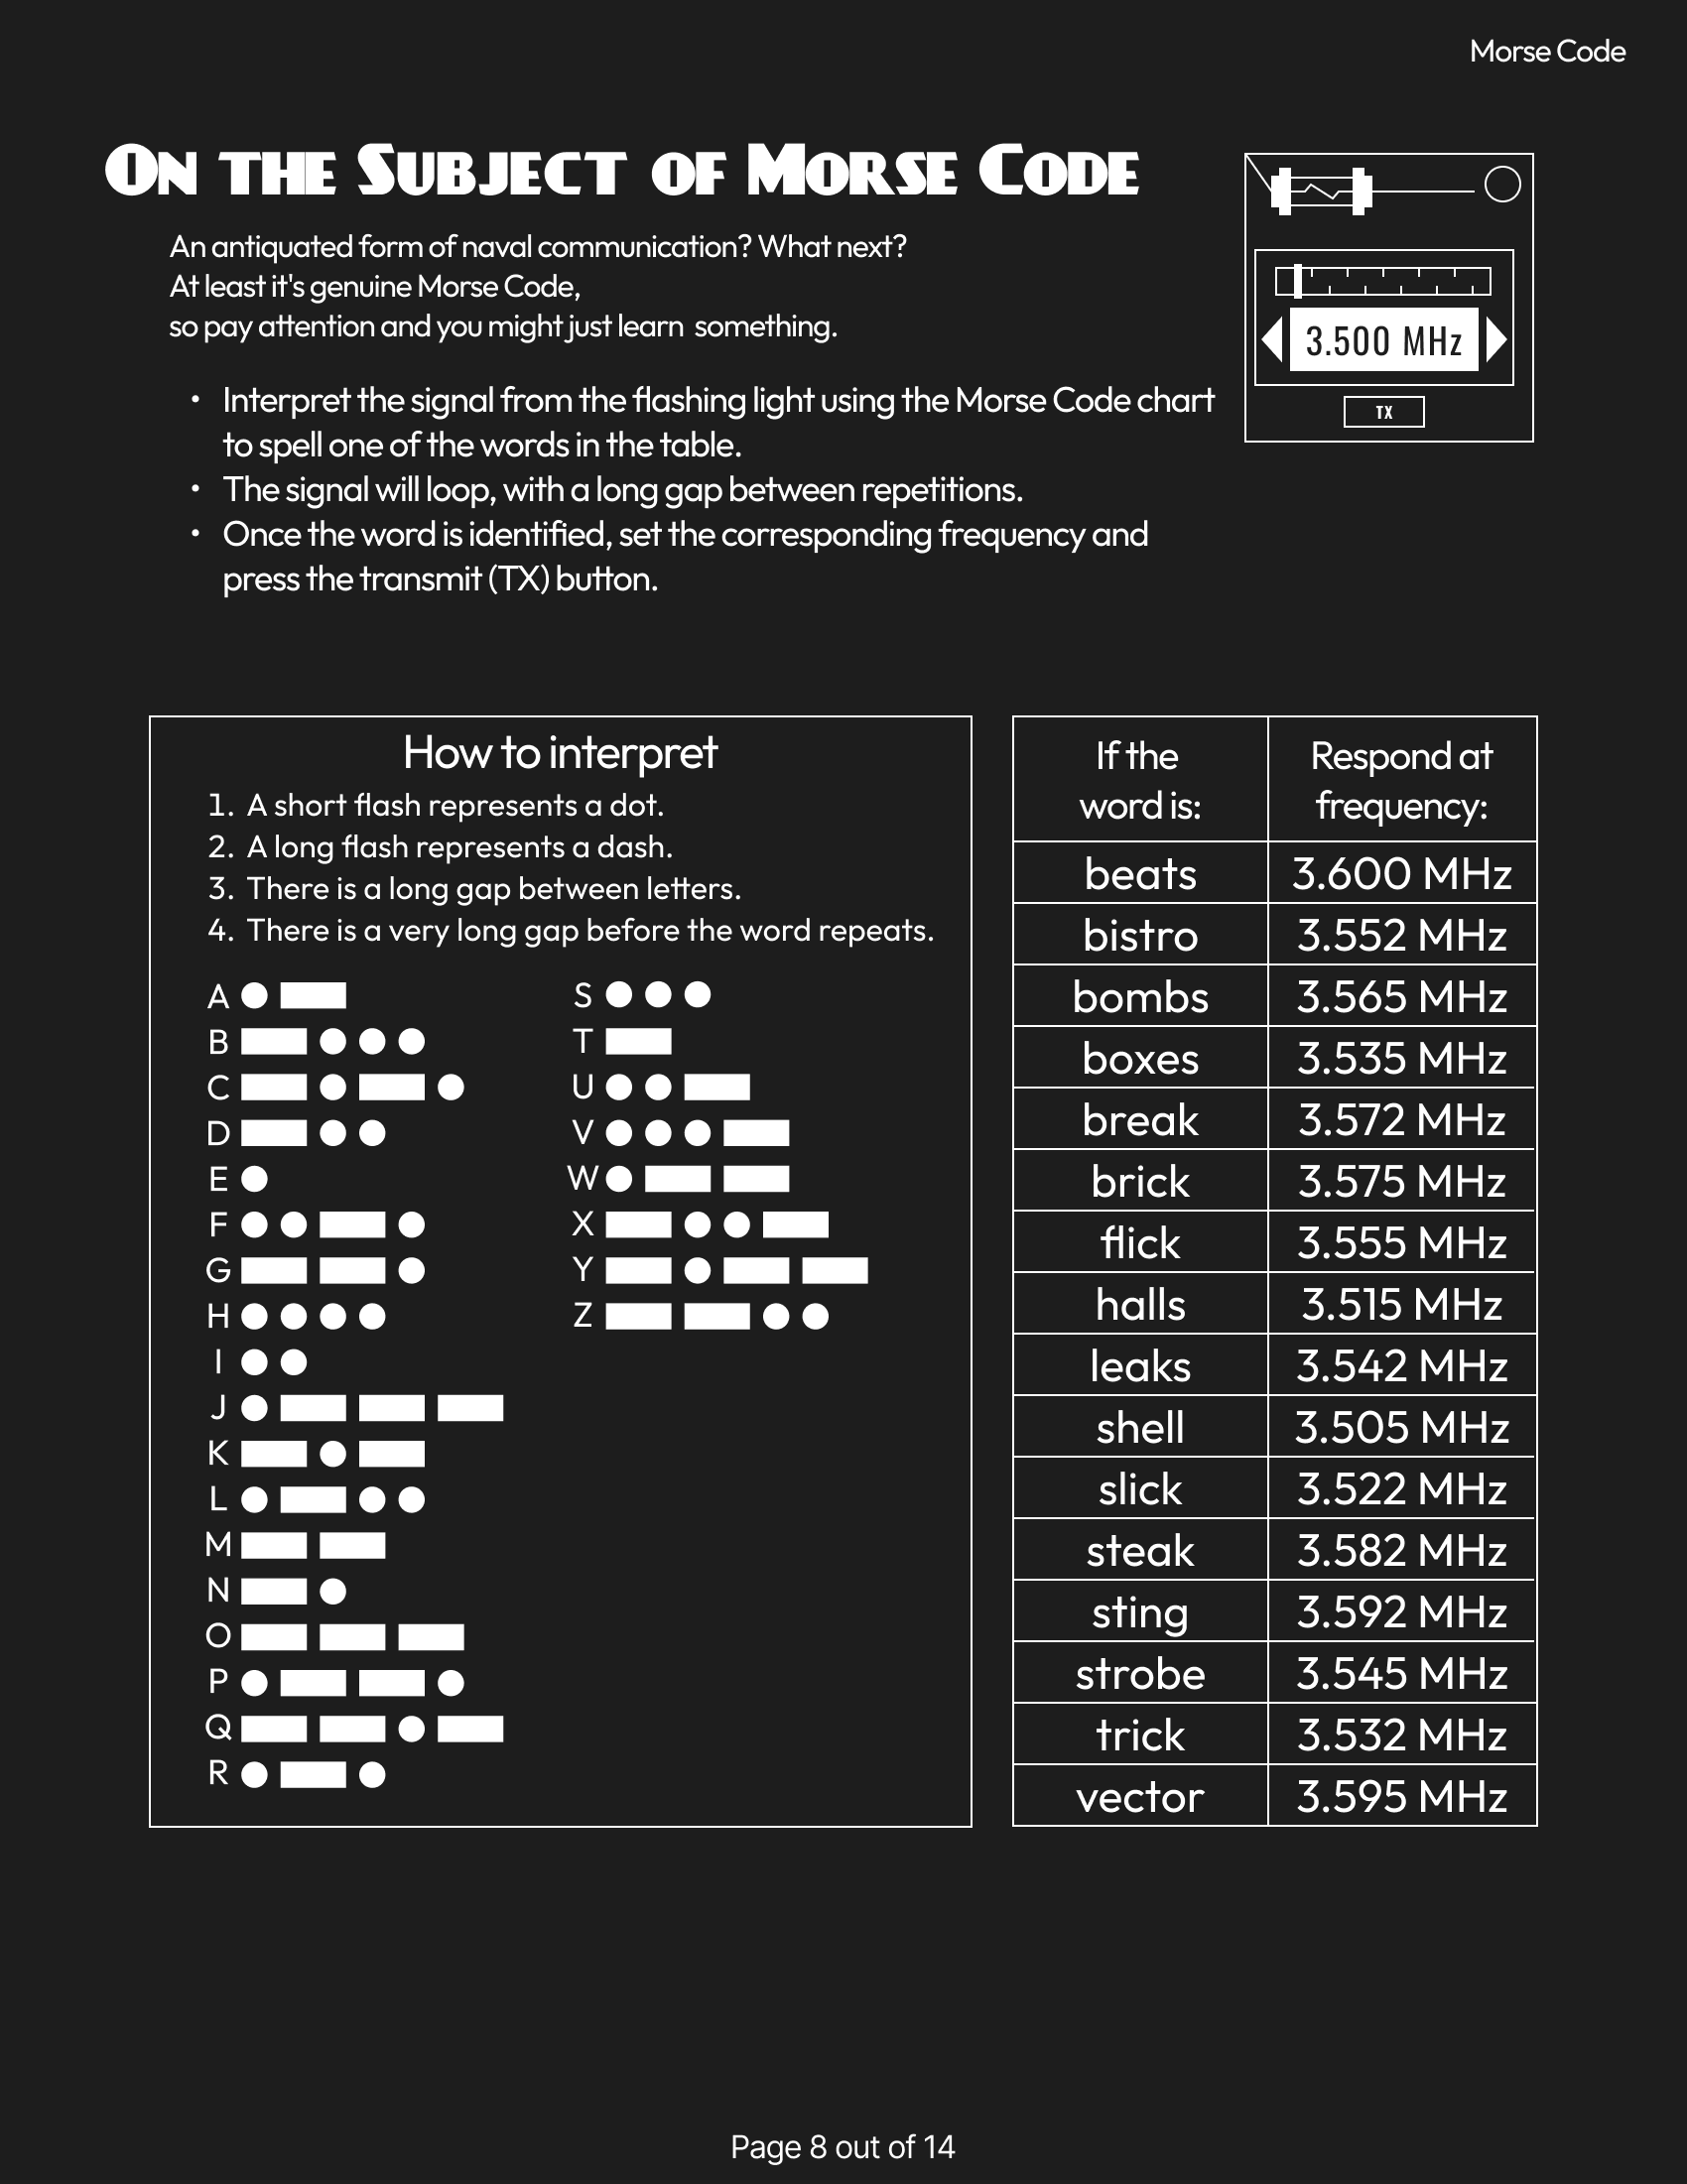 Morse Code
On the Subject of Morse Code
An antiquated form of naval communication? What next?
At least it's genuine Morse Code,
so pay attention and you might just learn something.
• Interpret the signal from the flashing light using the Morse Code chart
to spell one of the words in the table.
• The signal will loop, with a long gap between repetitions.
• Once the word is identified, set the corresponding frequency and
press the transmit (TX) button.
3.500 MHz
TX
How to interpret
1. A short flash represents a dot.
2. A long flash represents a dash.
3. There is a long gap between letters.
4. There is a very long gap before the word repeats.
A
B
C
D
E
F
G
H
I
J
K
L
M
N
O
P
Q
R
S
T
U
V
W
X
Y
Z
If the word is: Respond at frequency:
beats 3.600 MHz
bistro 3.552 MHz
bombs 3.565 MHz
boxes 3.535 MHz
break 3.572 MHz
brick 3.575 MHz
flick 3.555 MHz
halls 3.515 MHz
leaks 3.542 MHz
shell 3.505 MHz
slick 3.522 MHz
steak 3.582 MHz
sting 3.592 MHz
strobe 3.545 MHz
trick 3.532 MHz
vector 3.595 MHz
Page 8 out of 14